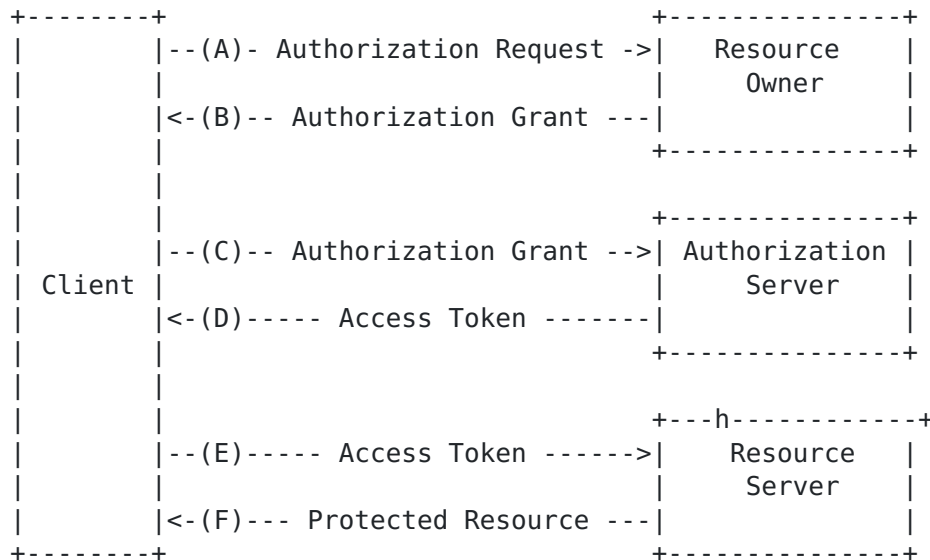 +--------+                               +---------------+
|        |--(A)- Authorization Request ->|   Resource    |
|        |                               |     Owner     |
|        |<-(B)-- Authorization Grant ---|               |
|        |                               +---------------+
|        |
|        |                               +---------------+
|        |--(C)-- Authorization Grant -->| Authorization |
| Client |                               |     Server    |
|        |<-(D)----- Access Token -------|               |
|        |                               +---------------+
|        |
|        |                               +---h------------+
|        |--(E)----- Access Token ------>|    Resource   |
|        |                               |     Server    |
|        |<-(F)--- Protected Resource ---|               |
+--------+                               +---------------+